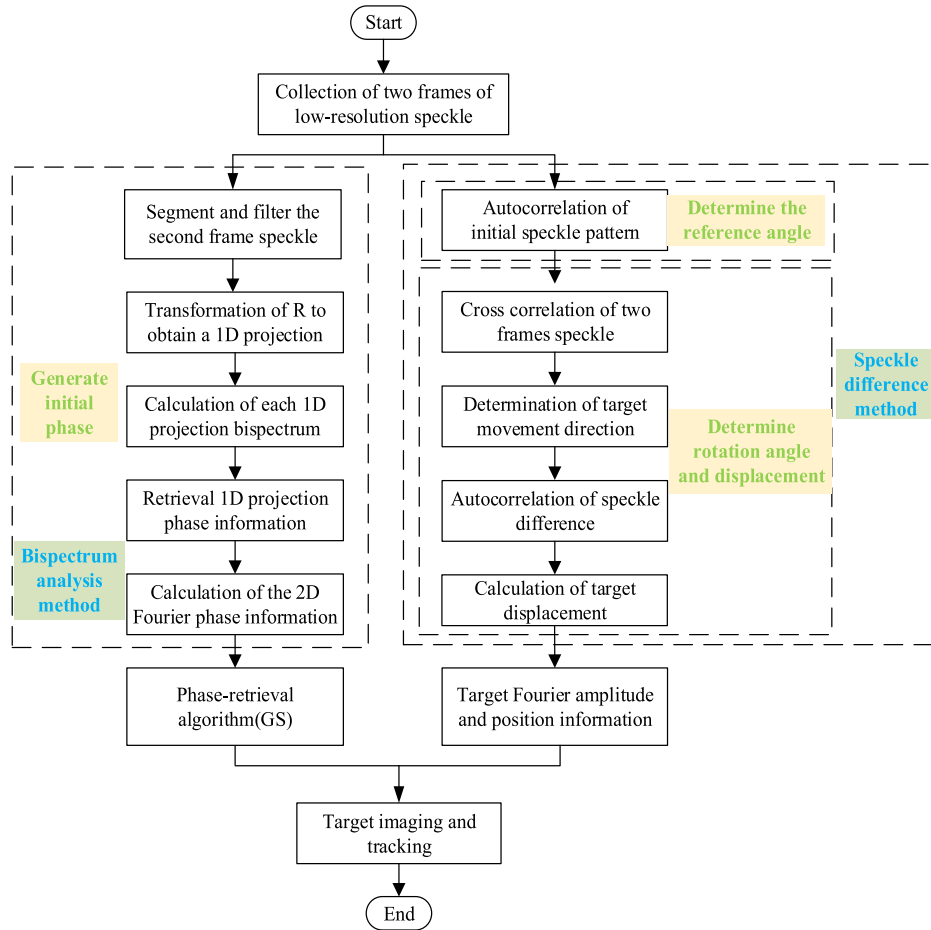 Start
Collection of two frames of
low-resolution speckle
Segment and filter the
second frame speckle
Transformation of R to
obtain a 1D projection
Generate
initial
phase
Calculation of each 1D
projection bispectrum
Retrieval 1D projection
phase information
Bispectrum
analysis
method
Calculation of the 2D
Fourier phase information
Phase-retrieval
algorithm(GS)
Autocorrelation of
initial speckle pattern
Determine the
reference angle
Cross correlation of two
frames speckle
Speckle
difference
method
Determination of target
movement direction
Determine
rotation angle
and displacement
Autocorrelation of speckle
difference
Calculation of target
displacement
Target Fourier amplitude
and position information
Target imaging and
tracking
End